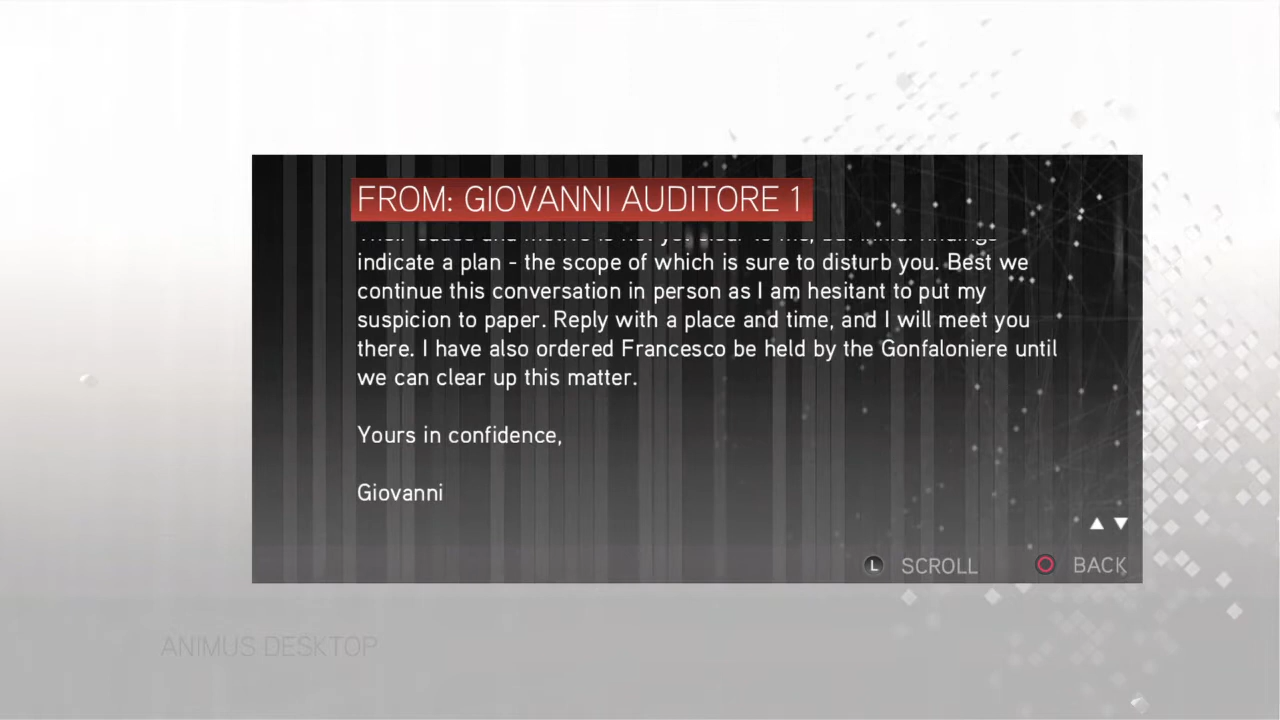 FROM: GIOVANNI AUDITORE 1
indicate a plan - the scope of which is sure to disturb you. Best we
continue this conversation in person as I am hesitant to put my
suspicion to paper. Reply with a place and time, and I will meet you
there. I have also ordered Francesco be held by the Gonfaloniere until
we can clear up this matter.
Yours in confidence,
Giovanni
L SCROLL BACK
ANIMUS DESKTOP